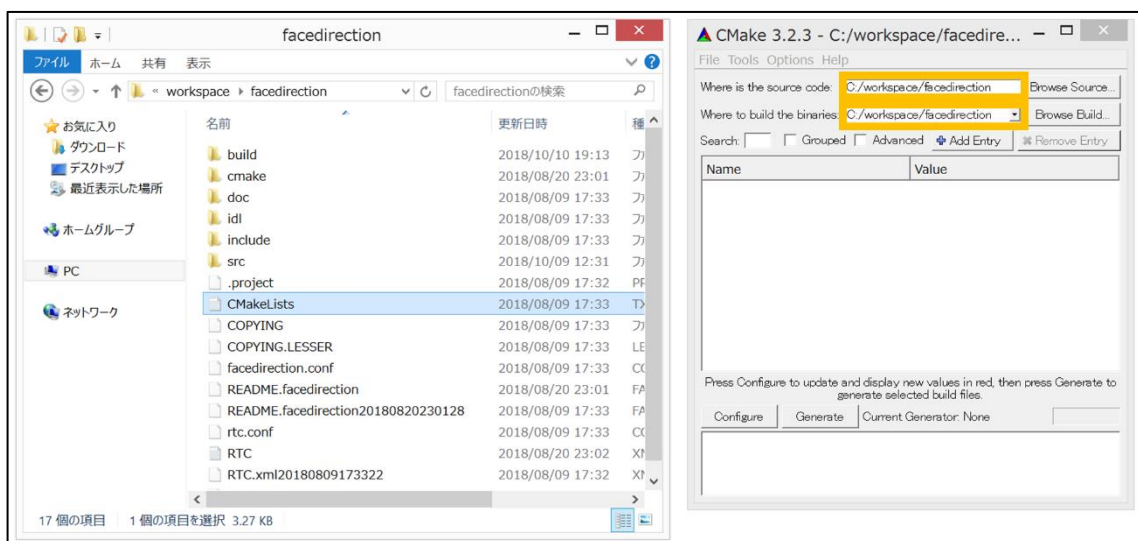 facedirection
ファイル ホーム 共有 表示
« workspace facedirection facedirectionの検索
お気に入り
ダウンロード
デスクトップ
最近表示した場所
ホームグループ
PC
ネットワーク
名前 更新日時 種
build 2018/10/10 19:13
cmake 2018/08/20 23:01
doc 2018/08/09 17:33
idl 2018/08/09 17:33
include 2018/08/09 17:33
src 2018/10/09 12:31
.project 2018/08/09 17:32
CMakeLists 2018/08/09 17:33
COPYING 2018/08/09 17:33
COPYING.LESSER 2018/08/09 17:33 LE
facedirection.conf 2018/08/09 17:33
README.facedirection 2018/08/20 23:01 FA
README.facedirection20180820230128 2018/08/09 17:33 FA
rtc.conf 2018/08/09 17:33
RTC 2018/08/20 23:02
RTC.xml20180809173322 2018/08/09 17:32
17 個の項目 1 個の項目を選択 3.27 KB
CMake 3.2.3 - C:/workspace/facedire...
File Tools Options Help
Where is the source code: C:/workspace/facedirection Browse Source...
Where to build the binaries: C:/workspace/facedirection Browse Build...
Search: Grouped Advanced Add Entry Remove Entry
Name Value
Press Configure to update and display new values in red, then press Generate to
generate selected build files.
Configure Generate Current Generator: None